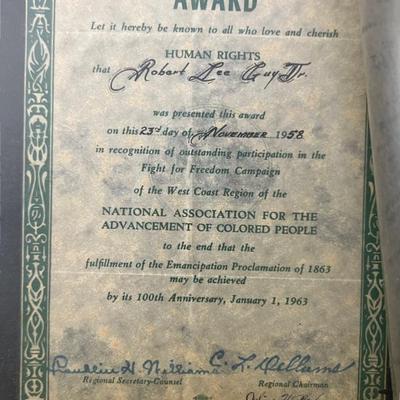 AWARD
Let it hereby be known to all who love and cherish
HUMAN RIGHTS
that Robert Lee Guy Jr.
was presented this award
on this 23rd day of November 1958
in recognition of outstanding participation in the
Fight for Freedom Campaign
of the West Coast Region of the
NATIONAL ASSOCIATION FOR THE
ADVANCEMENT OF COLORED PEOPLE
to the end that the
fulfillment of the Emancipation Proclamation of 1863
may be achieved
by its 100th Anniversary, January 1, 1963
Franklin H. Williams C. L. Dellums
Regional Secretary-Counsel Regional Chairman